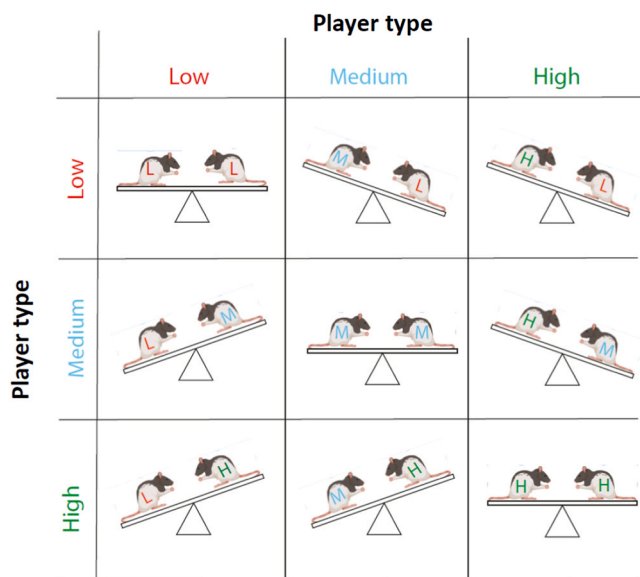 Player type
Low Medium High
Player type
Low
L L
M L
H L
Medium
L M
M M
H M
High
L H
M H
H H